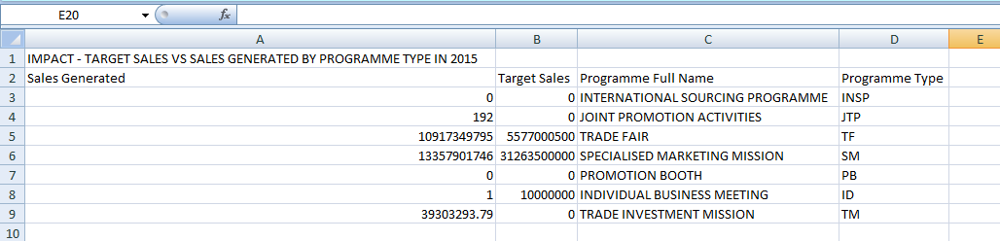 E20 fx
A B C D E
1 IMPACT - TARGET SALES VS SALES GENERATED BY PROGRAMME TYPE IN 2015
2 Sales Generated Target Sales Programme Full Name Programme Type
3 0 0 INTERNATIONAL SOURCING PROGRAMME INSP
4 192 0 JOINT PROMOTION ACTIVITIES JTP
5 10917349795 5577000500 TRADE FAIR TF
6 13357901746 31263500000 SPECIALISED MARKETING MISSION SM
7 0 0 PROMOTION BOOTH PB
8 1 10000000 INDIVIDUAL BUSINESS MEETING ID
9 39303293.79 0 TRADE INVESTMENT MISSION TM
10